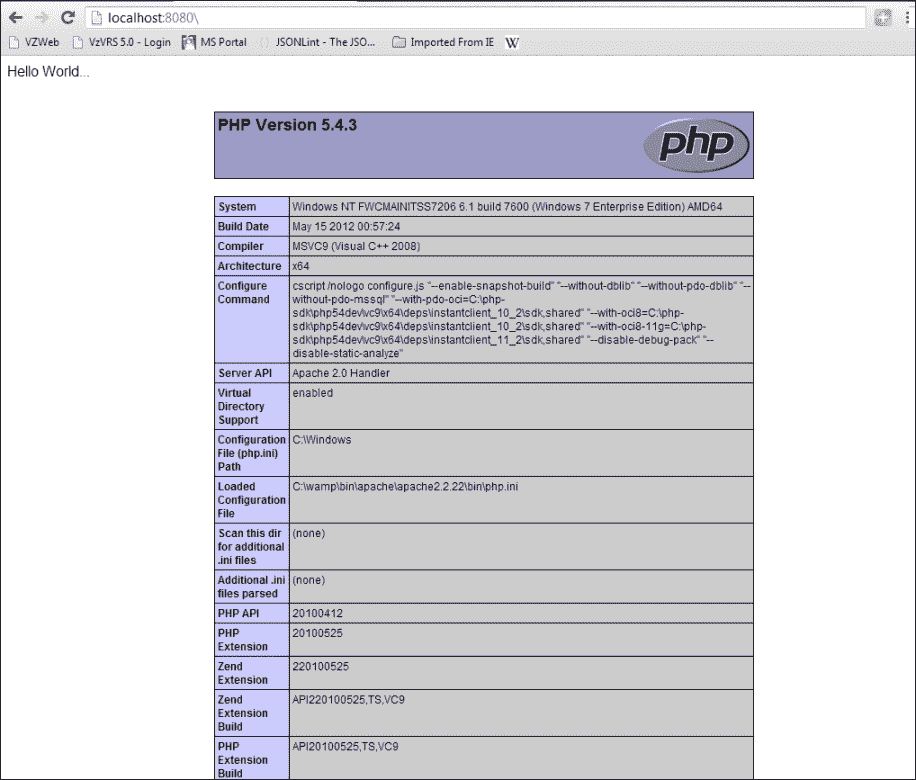 localhost:8080\
VZWeb VzVRS 5.0 - Login MS Portal JSONLint - The JSO... Imported From IE W
Hello World...
PHP Version 5.4.3
php
System Windows NT FWCMAINITSS7206 6.1 build 7600 (Windows 7 Enterprise Edition) AMD64
Build Date May 15 2012 00:57:24
Compiler MSVC9 (Visual C++ 2008)
Architecture x64
Configure
Command
cscript /nologo configure.js "--enable-snapshot-build" "--without-dblib" "--without-pdo-dblib" "--
without-pdo-mssql" "--with-pdo-oci=C:\php-
sdk\php54dev\vc9\x64\deps\instantclient_10_2\sdk,shared" "--with-oci8=C:\php-
sdk\php54dev\vc9\x64\deps\instantclient_10_2\sdk,shared" "--with-oci8-11g=C:\php-
sdk\php54dev\vc9\x64\deps\instantclient_11_2\sdk,shared" "--disable-debug-pack" "--
disable-static-analyze"
Server API Apache 2.0 Handler
Virtual
Directory
Support
enabled
Configuration
File (php.ini)
Path
C:\Windows
Loaded
Configuration
File
C:\wamp\bin\apache\apache2.2.22\bin\php.ini
Scan this dir
for additional
.ini files
(none)
Additional .ini
files parsed
(none)
PHP API 20100412
PHP
Extension
20100525
Zend
Extension
220100525
Zend
Extension
Build
API220100525,TS,VC9
PHP
Extension
Build
API20100525,TS,VC9